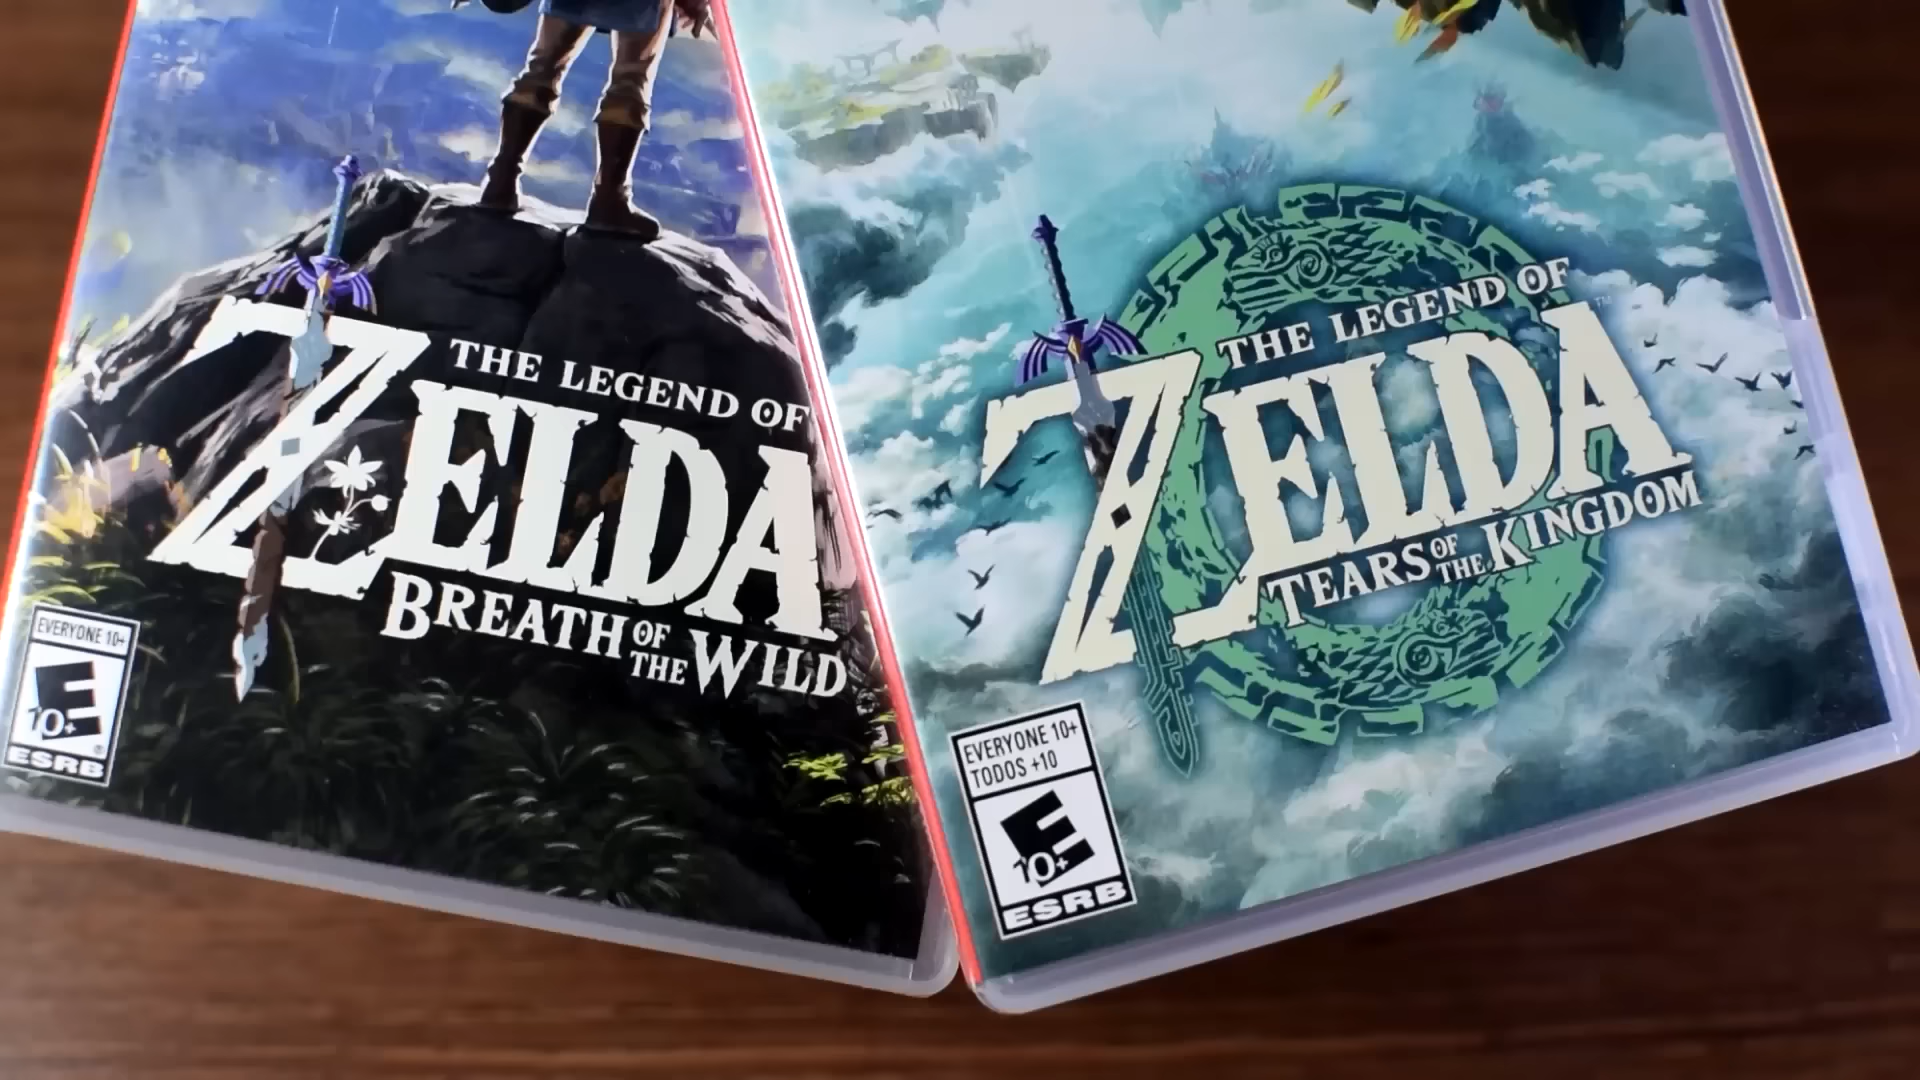 THE LEGEND OF
ZELDA
BREATH OF THE WILD
EVERYONE 10+
E
10+
ESRB
THE LEGEND OF
ZELDA
TEARS OF THE KINGDOM
EVERYONE 10+
TODOS +10
E
10+
ESRB